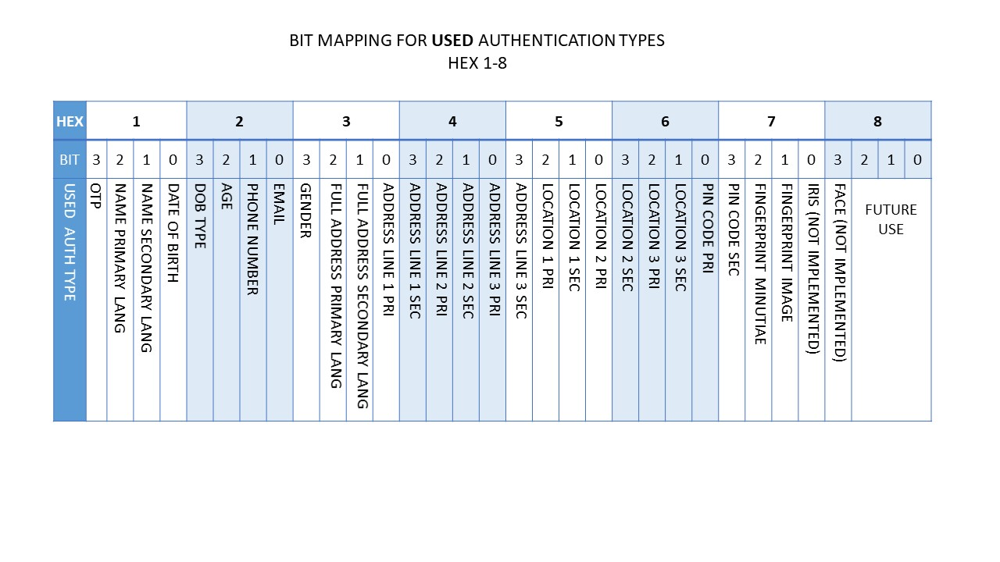 BIT MAPPING FOR USED AUTHENTICATION TYPES
HEX 1-8
HEX 1 2 3 4 5 6 7 8
BIT 3 2 1 0 3 2 1 0 3 2 1 0 3 2 1 0 3 2 1 0 3 2 1 0 3 2 1 0 3 2 1 0
USED AUTH TYPE
OTP
NAME PRIMARY LANG
NAME SECONDARY LANG
DATE OF BIRTH
DOB TYPE
AGE
PHONE NUMBER
EMAIL
GENDER
FULL ADDRESS PRIMARY LANG
FULL ADDRESS SECONDARY LANG
ADDRESS LINE 1 PRI
ADDRESS LINE 1 SEC
ADDRESS LINE 2 PRI
ADDRESS LINE 2 SEC
ADDRESS LINE 3 PRI
ADDRESS LINE 3 SEC
LOCATION 1 PRI
LOCATION 1 SEC
LOCATION 2 PRI
LOCATION 2 SEC
LOCATION 3 PRI
LOCATION 3 SEC
PIN CODE PRI
PIN CODE SEC
FINGERPRINT MINUTIAE
FINGERPRINT IMAGE
IRIS (NOT IMPLEMENTED)
FACE (NOT IMPLEMENTED)
FUTURE
USE